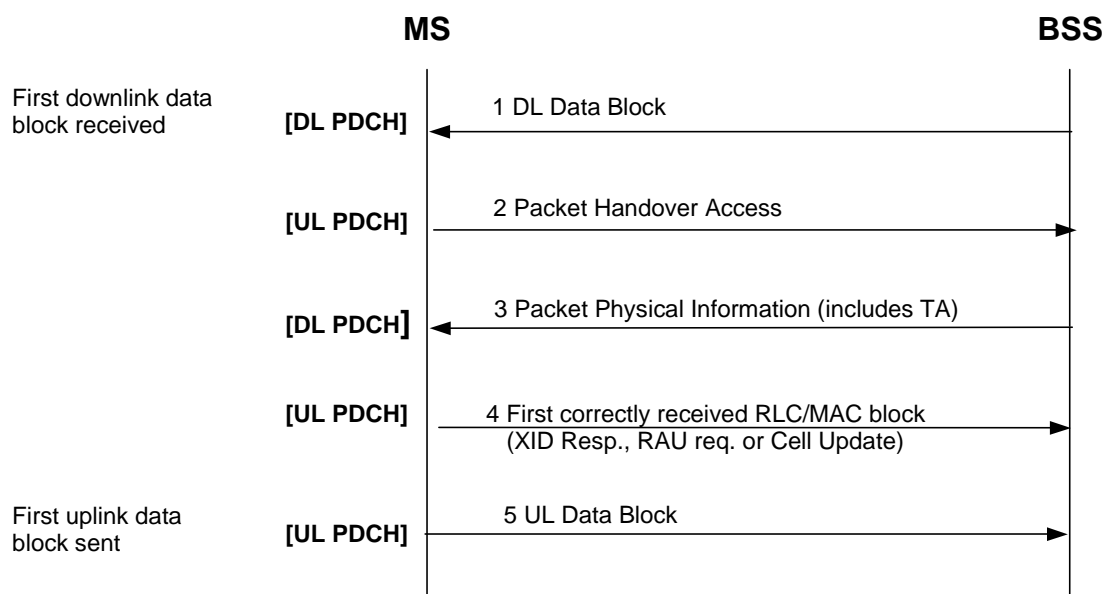 MS
BSS
First downlink data
block received
[DL PDCH]
1 DL Data Block
[UL PDCH]
2 Packet Handover Access
[DL PDCH]
3 Packet Physical Information (includes TA)
[UL PDCH]
4 First correctly received RLC/MAC block
(XID Resp., RAU req. or Cell Update)
First uplink data
block sent
[UL PDCH]
5 UL Data Block